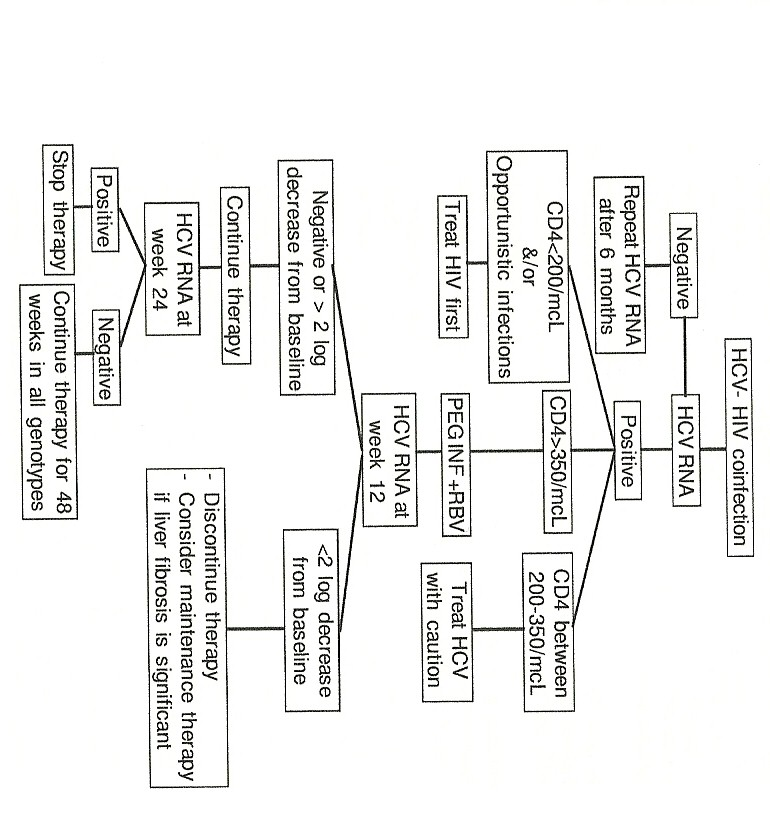 HCV- HIV coinfection
HCV RNA
Negative
Repeat HCV RNA
after 6 months
Positive
CD4<200/mcL
&/or
Opportunistic infections
Treat HIV first
CD4>350/mcL
PEGINF+RBV
CD4 between
200-350/mcL
Treat HCV
with caution
HCV RNA at
week 12
Negative or > 2 log
decrease from baseline
Continue therapy
HCV RNA at
week 24
Positive
Stop therapy
Negative
Continue therapy for 48
weeks in all genotypes
<2 log decrease
from baseline
- Discontinue therapy
- Consider maintenance therapy
if liver fibrosis is significant